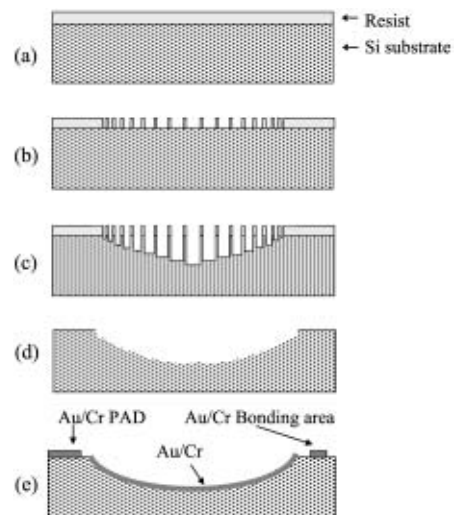 Resist
Si substrate
(a)
(b)
(c)
(d)
Au/Cr PAD
Au/Cr Bonding area
Au/Cr
(e)